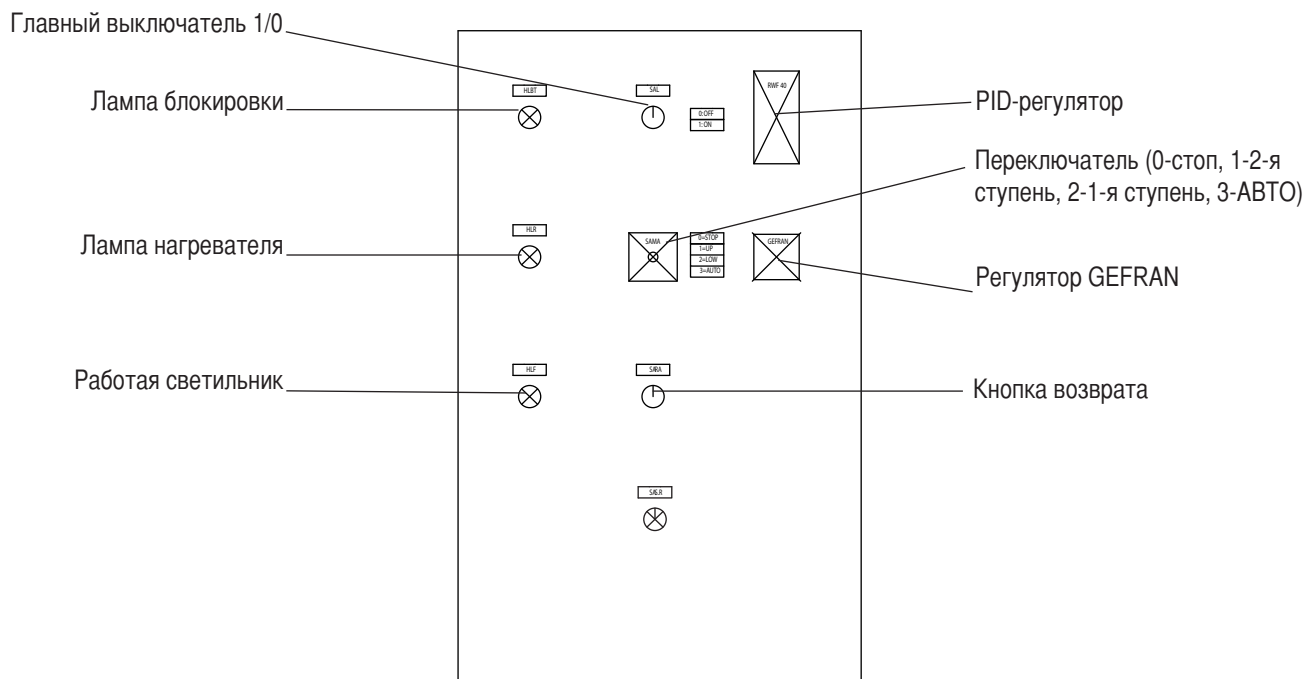 Главный выключатель 1/0
HLBT
SAL
RWF 40
Лампа блокировки
0:OFF
1:ON
PID-регулятор
Переключатель (0-стоп, 1-2-я
ступень, 2-1-я ступень, 3-АВТО)
HLR
SAMA
0=STOP
1=UP
2=LOW
3=AUTO
GEFRAN
Лампа нагревателя
Регулятор GEFRAN
HLF
SARA
Работая светильник
Кнопка возврата
SAS.R